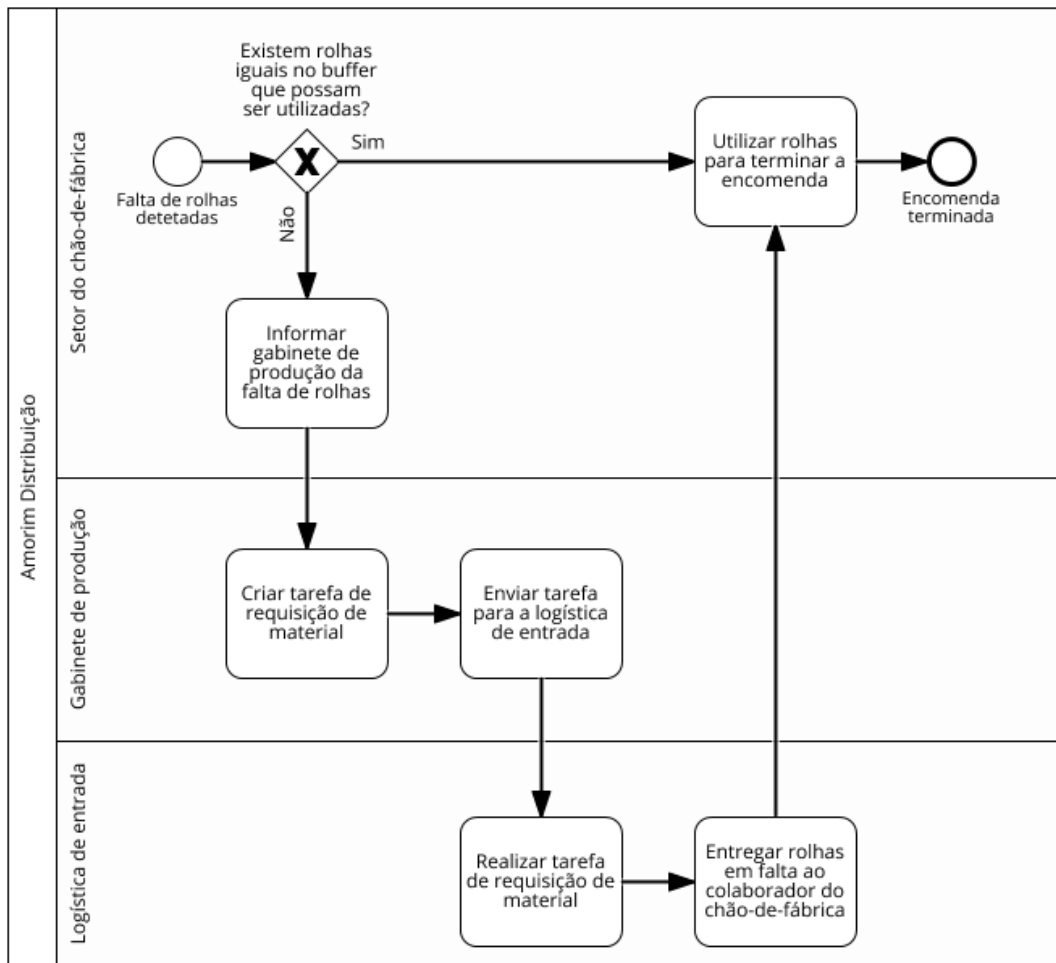 Amorim Distribuição
Setor do chão-de-fábrica
Existem rolhas
iguais no buffer
que possam
ser utilizadas?
Falta de rolhas
detetadas
Sim
Não
Utilizar rolhas
para terminar a
encomenda
Encomenda
terminada
Informar
gabinete de
produção da
falta de rolhas
Gabinete de produção
Criar tarefa de
requisição de
material
Enviar tarefa
para a logística
de entrada
Logística de entrada
Realizar tarefa
de requisição de
material
Entregar rolhas
em falta ao
colaborador do
chão-de-fábrica